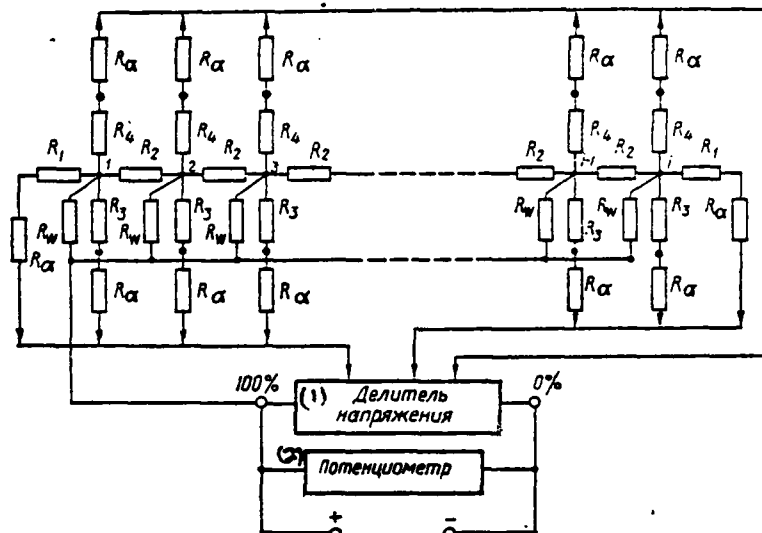 Rα Rα Rα Rα Rα
R4 R4 R4 R4 R4
R1 1 R2 2 R2 3 R2 R2 i-1 R2 i R1
Rw R3 Rw R3 Rw R3 Rw R3 Rw R3 Rα
Rα
Rα Rα Rα Rα Rα
100% (1) Делитель 0%
напряжения
(2) Потенциометр
+ −